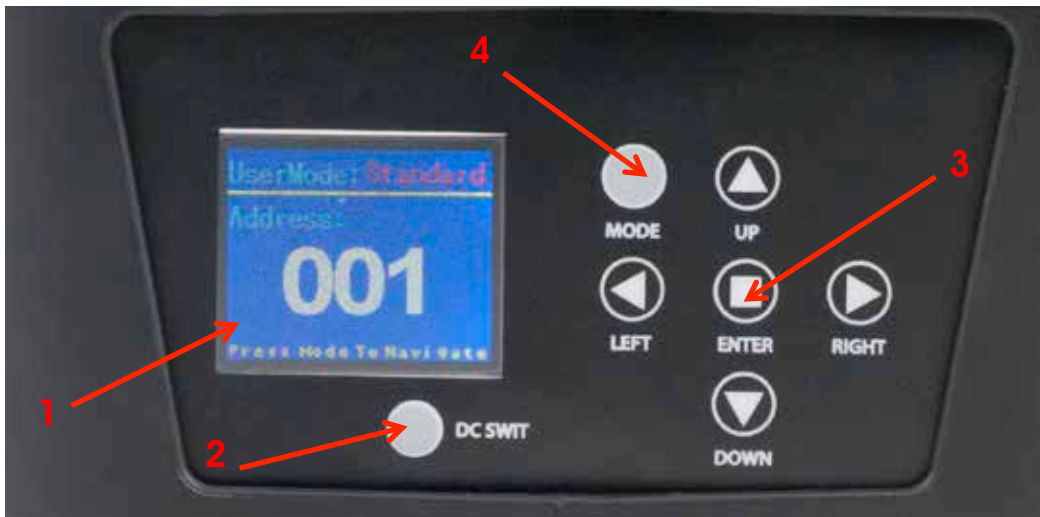 4
UserMode: Standard
Address:
001
Press Mode To Navigate
MODE
UP
3
LEFT
ENTER
RIGHT
1
2
DC SWIT
DOWN